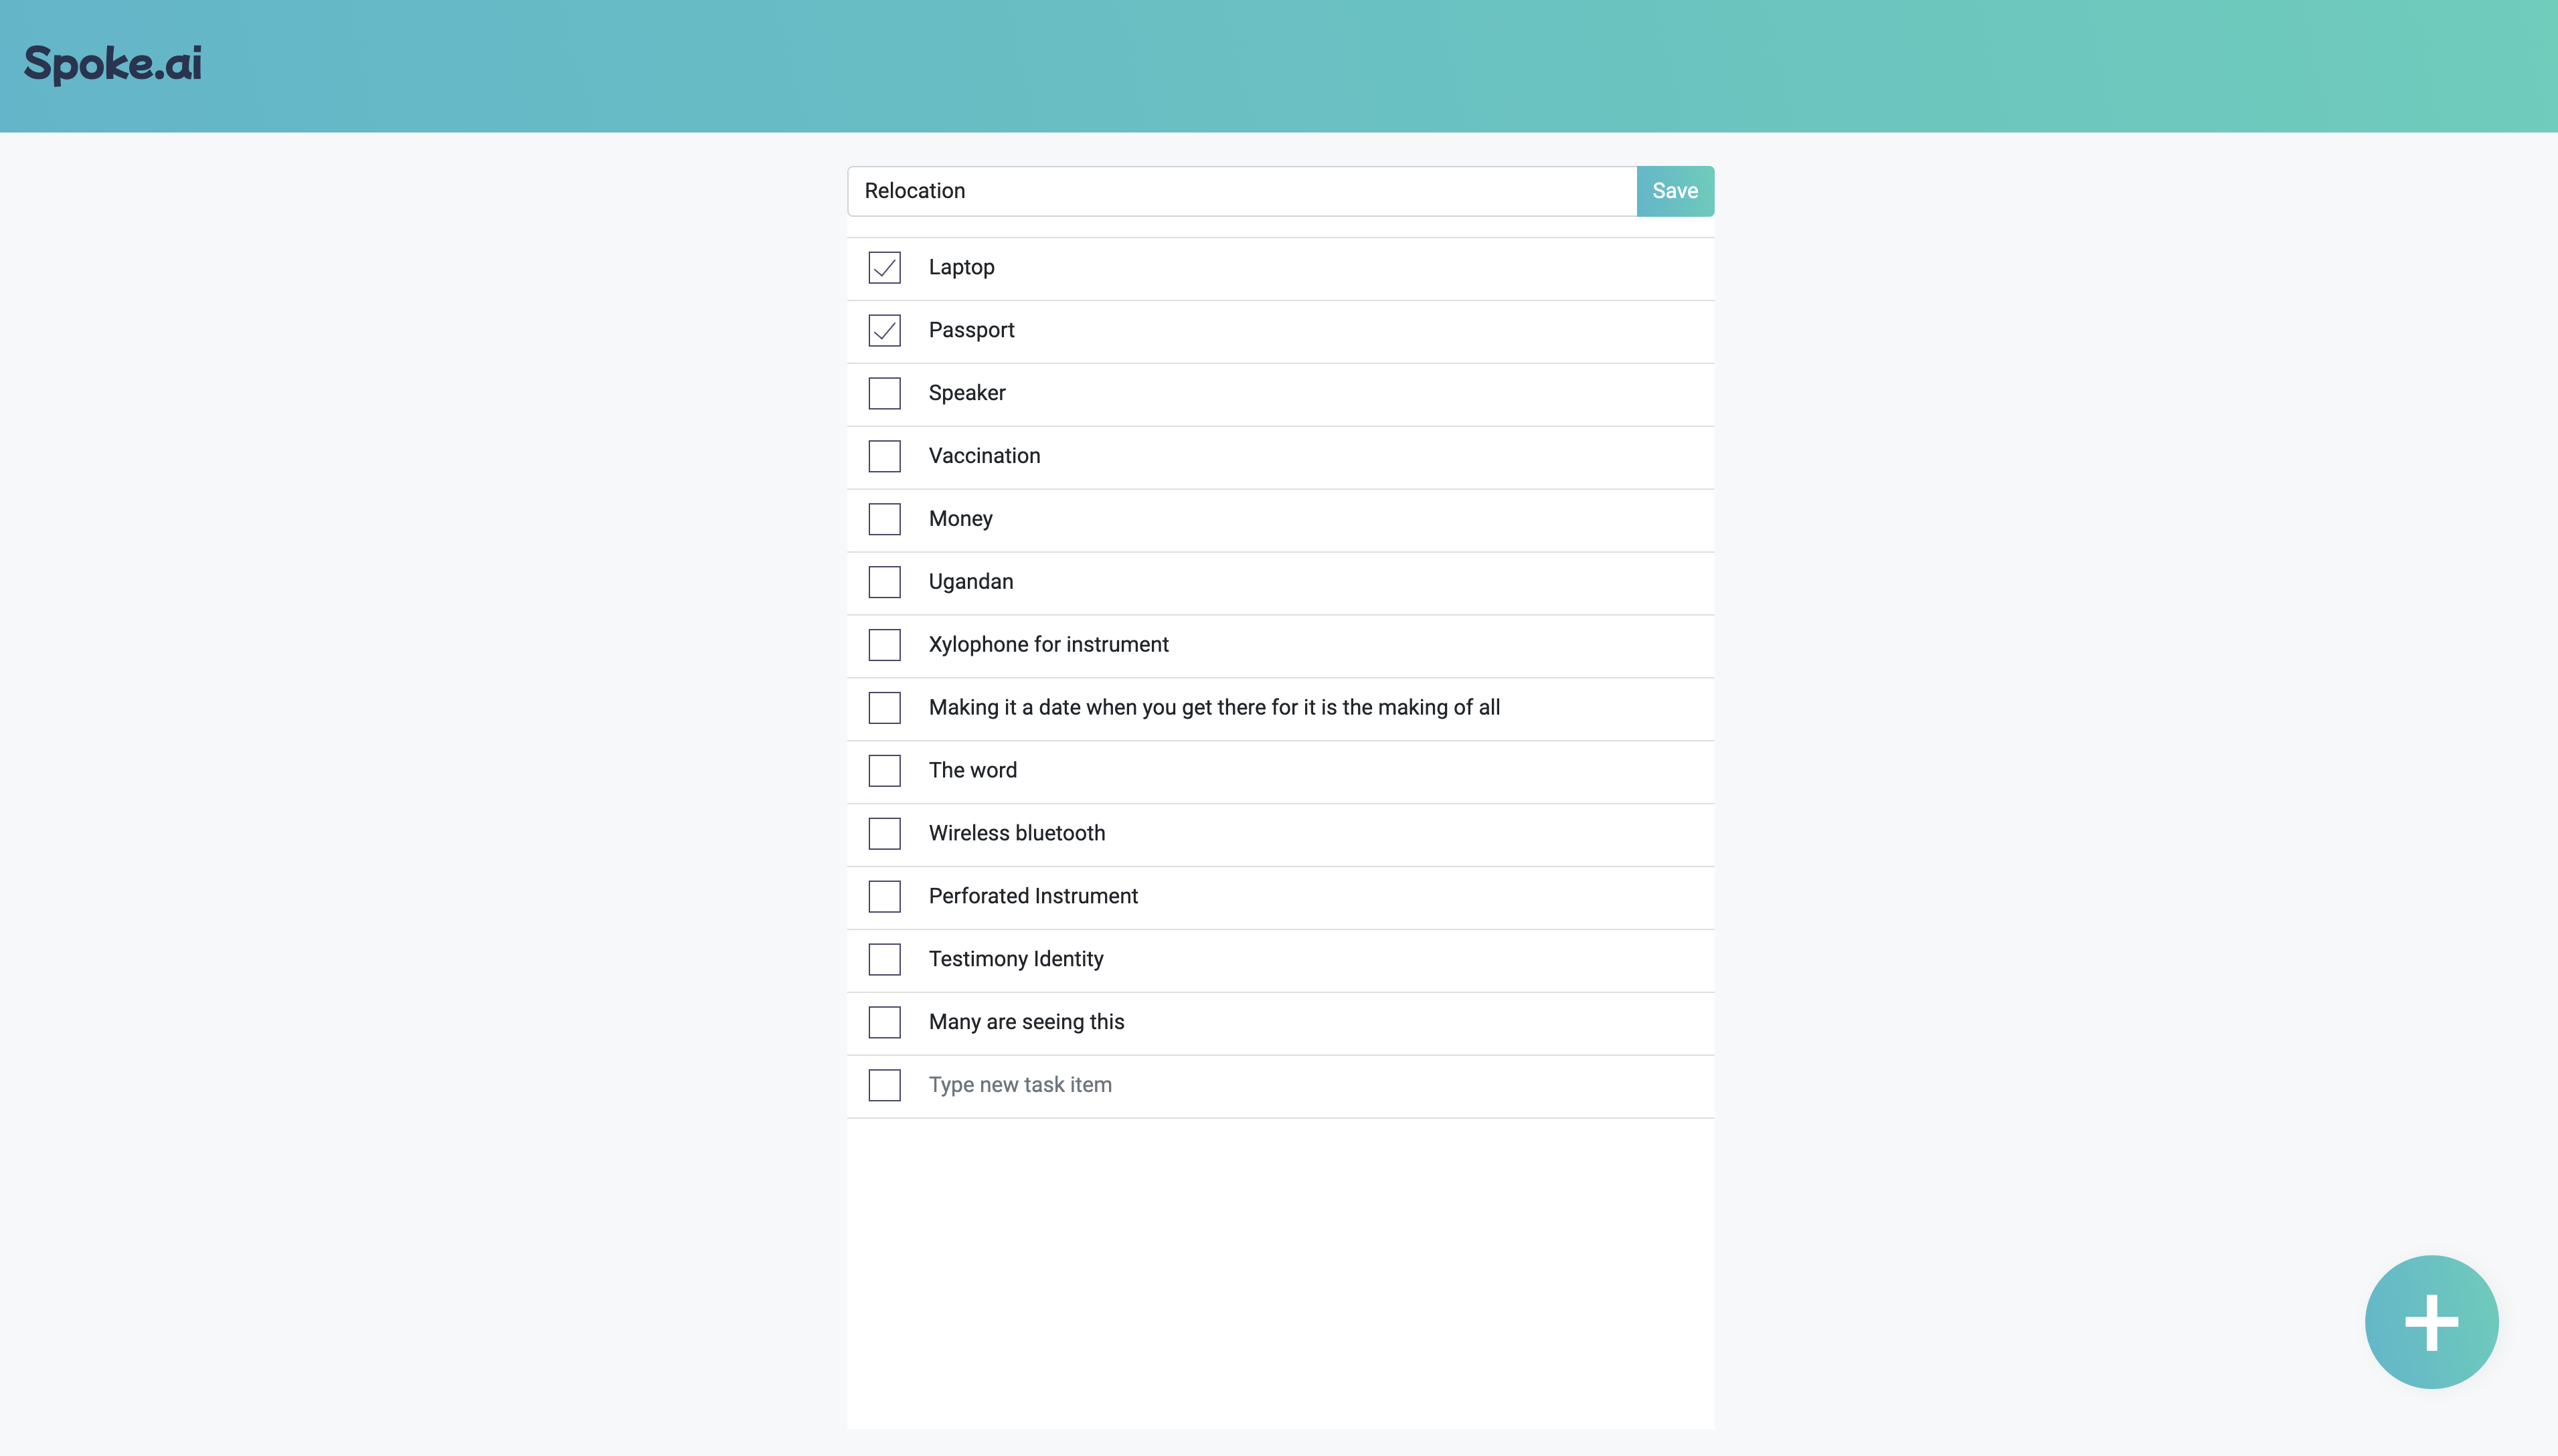 Spoke.ai
Relocation
Save
Laptop
Passport
Speaker
Vaccination
Money
Ugandan
Xylophone for instrument
Making it a date when you get there for it is the making of all
The word
Wireless bluetooth
Perforated Instrument
Testimony Identity
Many are seeing this
Type new task item